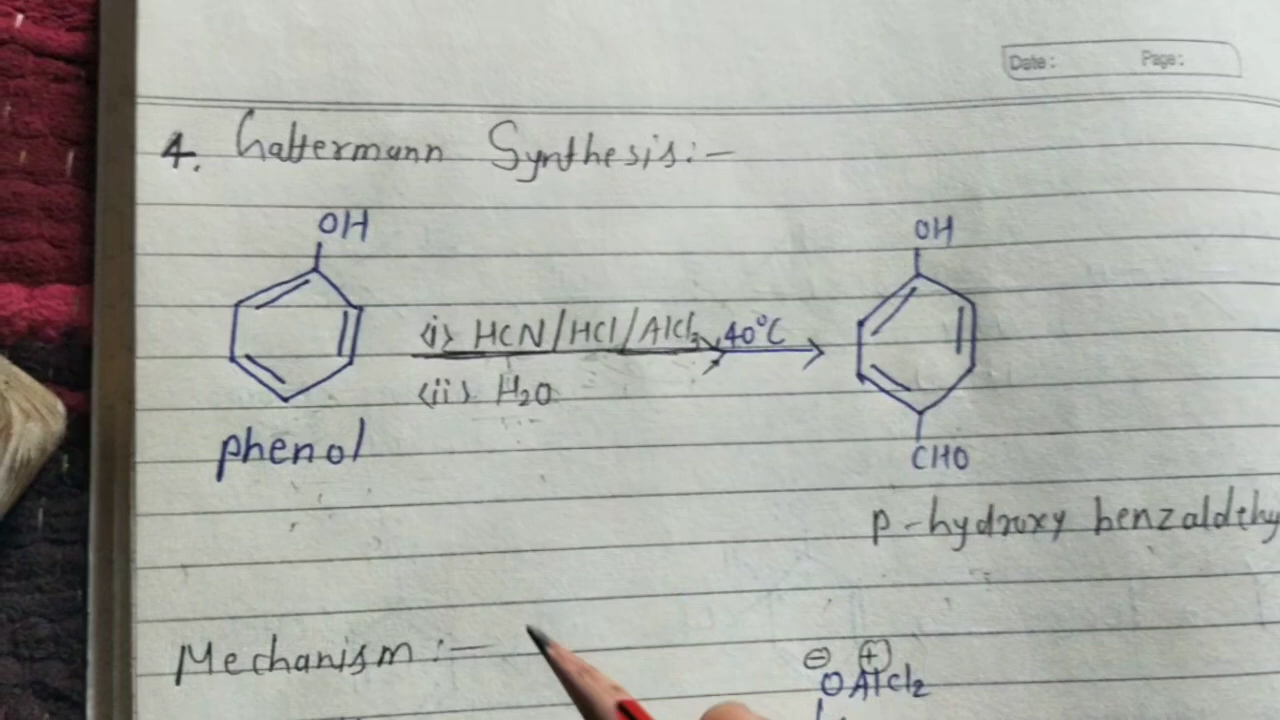 Date: Page:
4. Gattermann Synthesis:-
OH OH
(i) HCN/HCl/AlCl3, 40°C
(ii) H2O
phenol
CHO
p-hydroxy benzaldehy
Mechanism:-
⊖ ⊕
OAlCl2